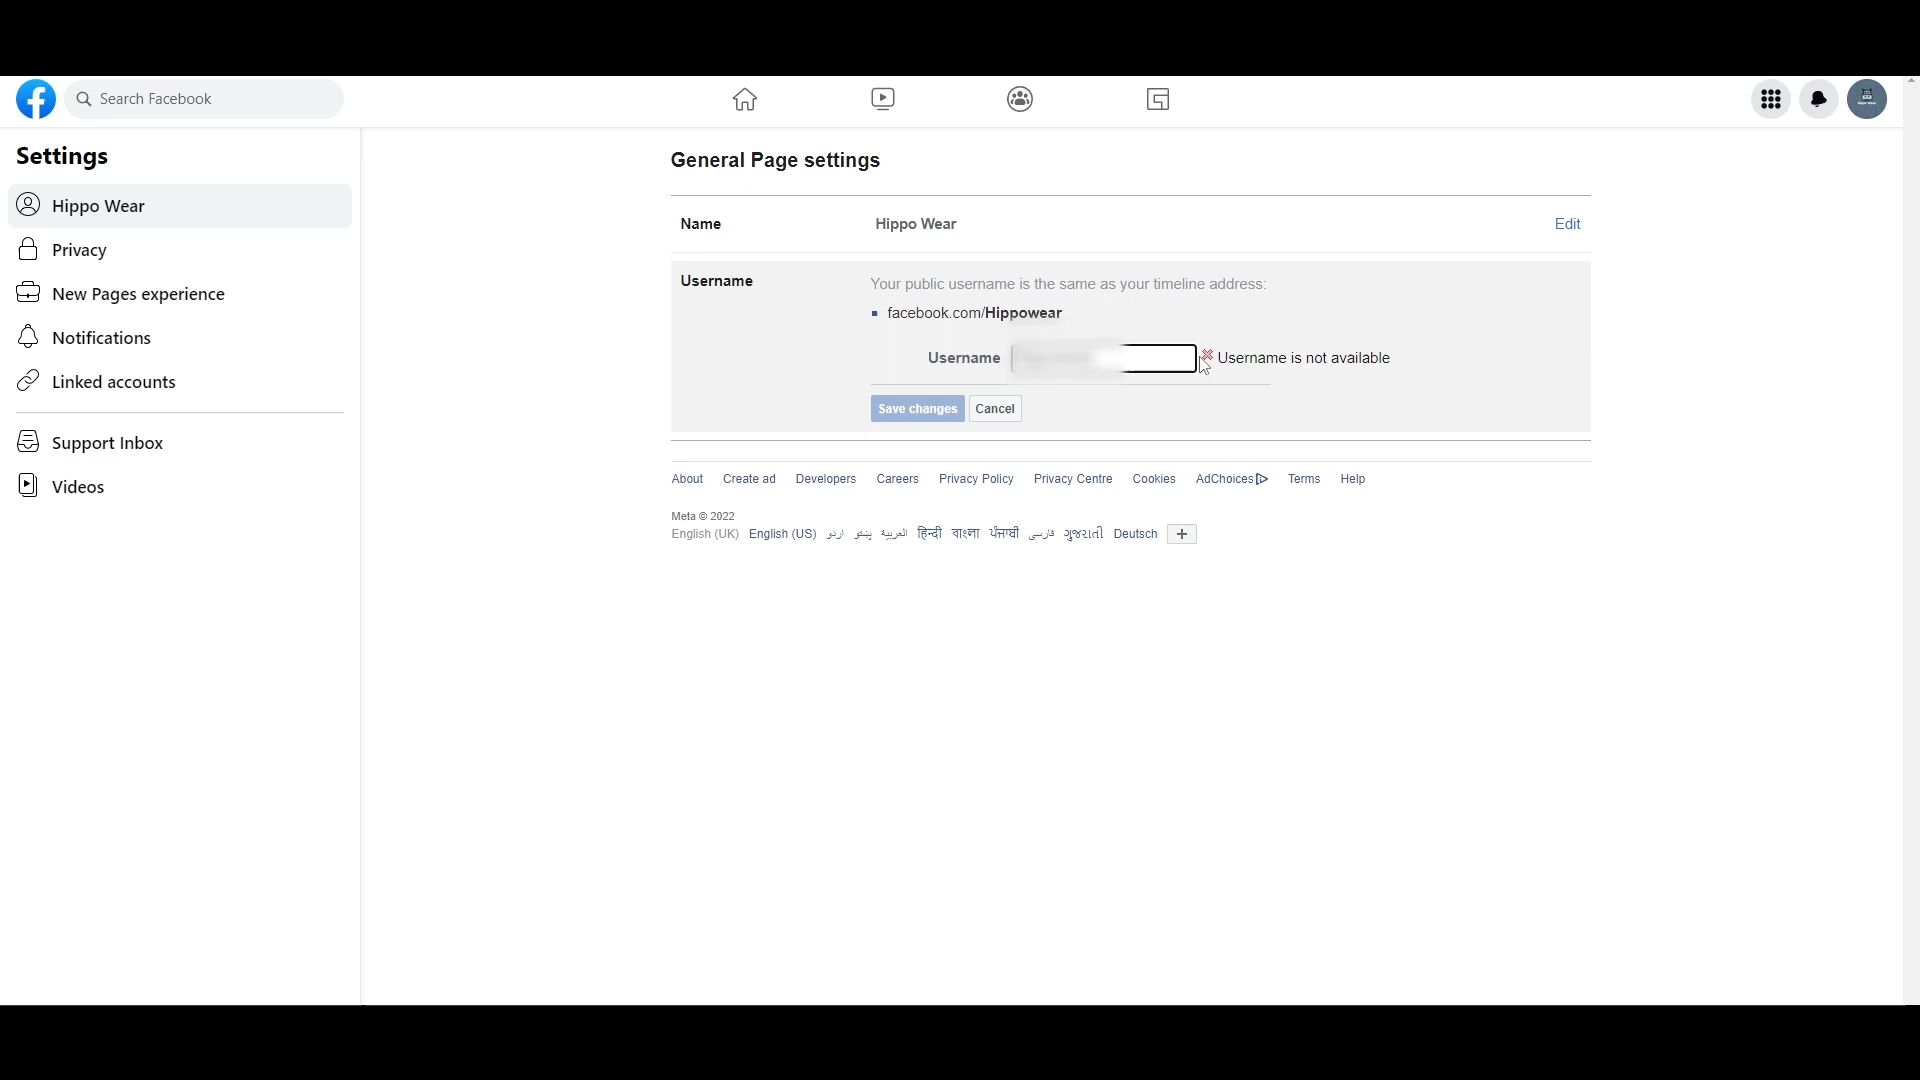 Search Facebook
Settings
Hippo Wear
Privacy
New Pages experience
Notifications
Linked accounts
Support Inbox
Videos
General Page settings
Name Hippo Wear Edit
Username Your public username is the same as your timeline address:
facebook.com/Hippowear
Username Username is not available
Save changes Cancel
About Create ad Developers Careers Privacy Policy Privacy Centre Cookies AdChoices Terms Help
Meta © 2022
English (UK) English (US) اردو پښتو العربية हिन्दी বাংলা ਪੰਜਾਬੀ فارسی ગુજરાતી Deutsch +